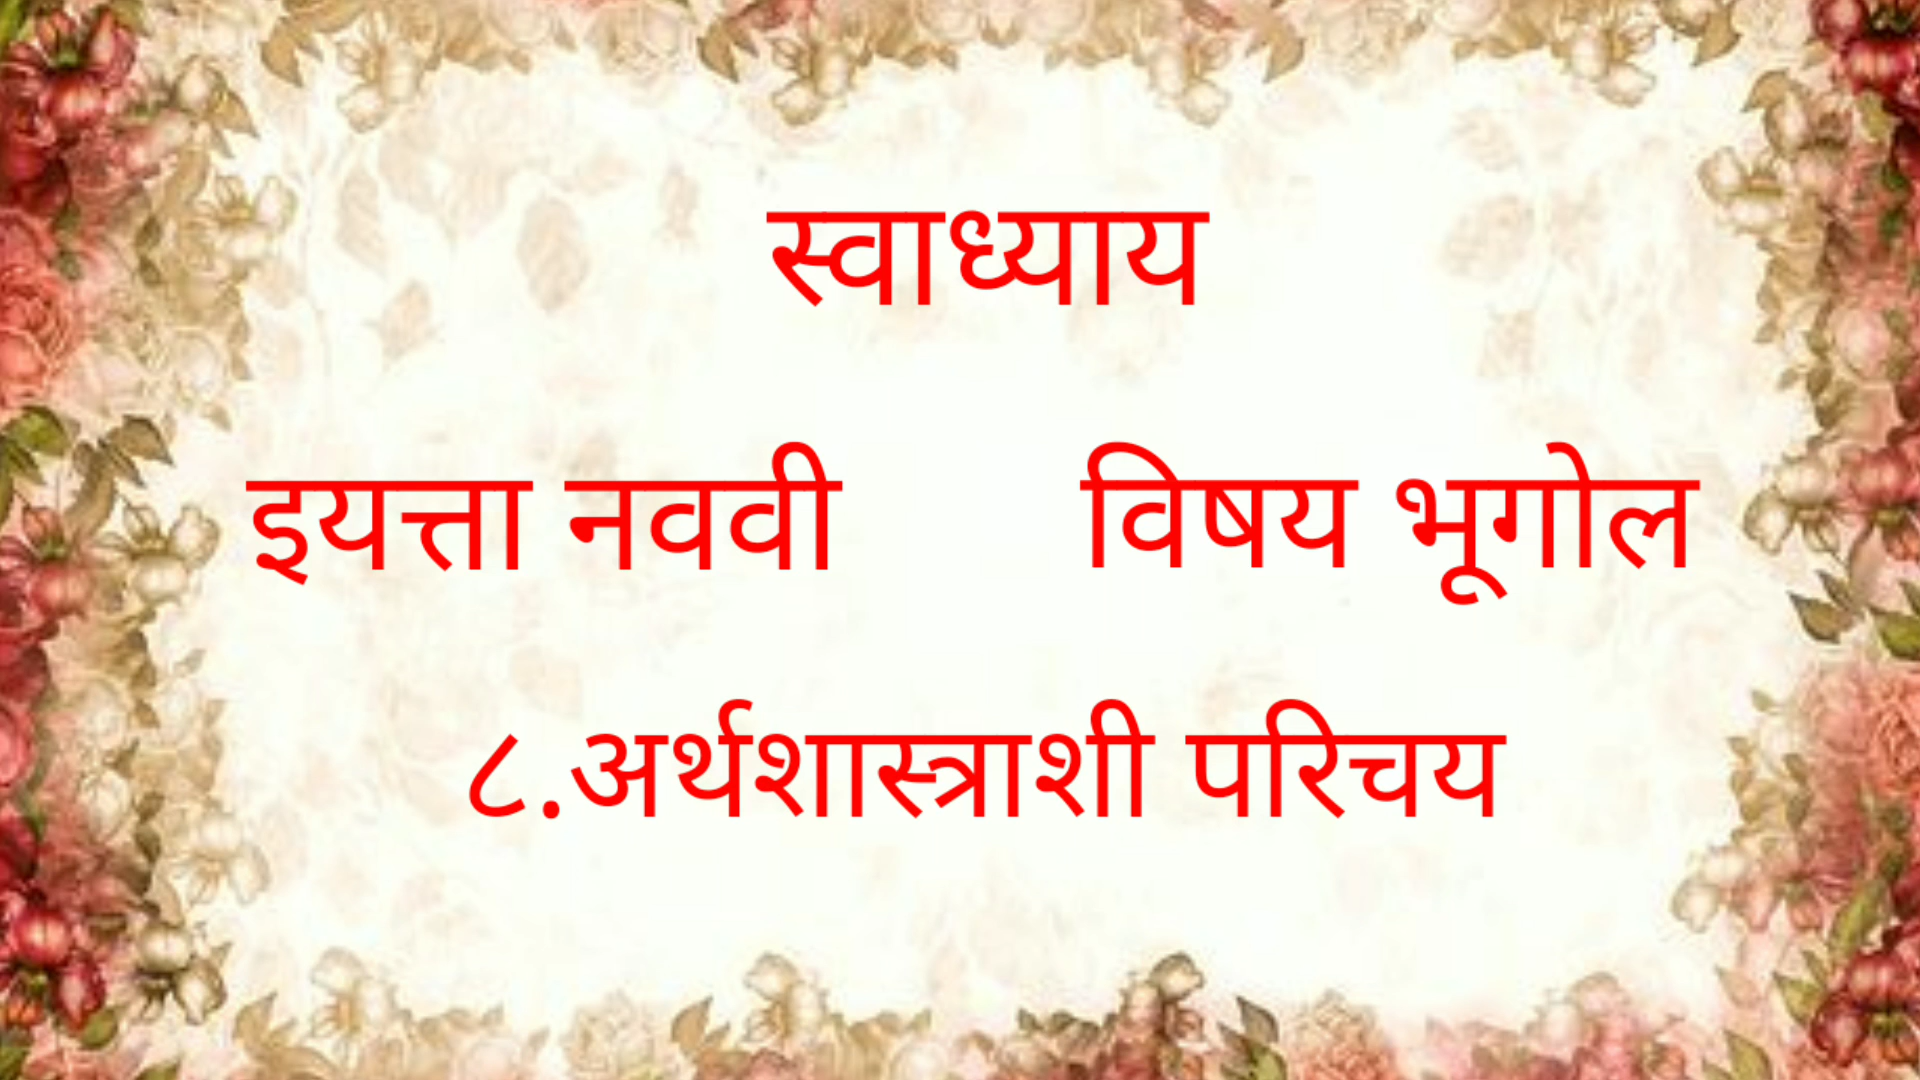 स्वाध्याय
इयत्ता नववी विषय भूगोल
८.अर्थशास्त्राशी परिचय